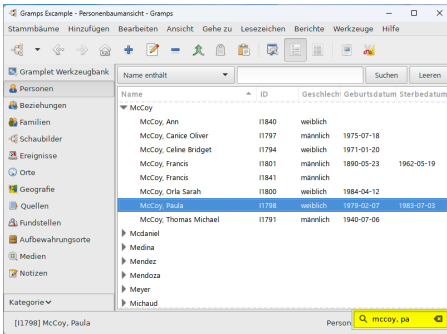 Gramps Excample - Personenbaumansicht - Gramps
Stammbäume Hinzufügen Bearbeiten Ansicht Gehe zu Lesezeichen Berichte Werkzeuge Hilfe
Gramplet Werkzeugbank
Name enthält Suchen Leeren
Personen
Name ID Geschlecht Geburtsdatum Sterbedatum
Beziehungen
McCoy
Familien
McCoy, Ann I1840 weiblich
Schaubilder
McCoy, Canice Oliver I1797 männlich 1975-07-18
Ereignisse
McCoy, Celine Bridget I1794 weiblich 1971-01-20
Orte
McCoy, Francis I1801 männlich 1890-05-23 1962-05-19
Geografie
McCoy, Francis I1841 männlich
Quellen
McCoy, Orla Sarah I1800 weiblich 1984-04-12
Fundstellen
McCoy, Paula I1798 weiblich 1979-02-07 1983-07-03
Aufbewahrungsorte
McCoy, Thomas Michael I1791 männlich 1940-07-06
Medien
Mcdaniel
Notizen
Medina
Mendez
Mendoza
Meyer
Kategorie
Michaud
[I1798] McCoy, Paula
Person
mccoy, pa